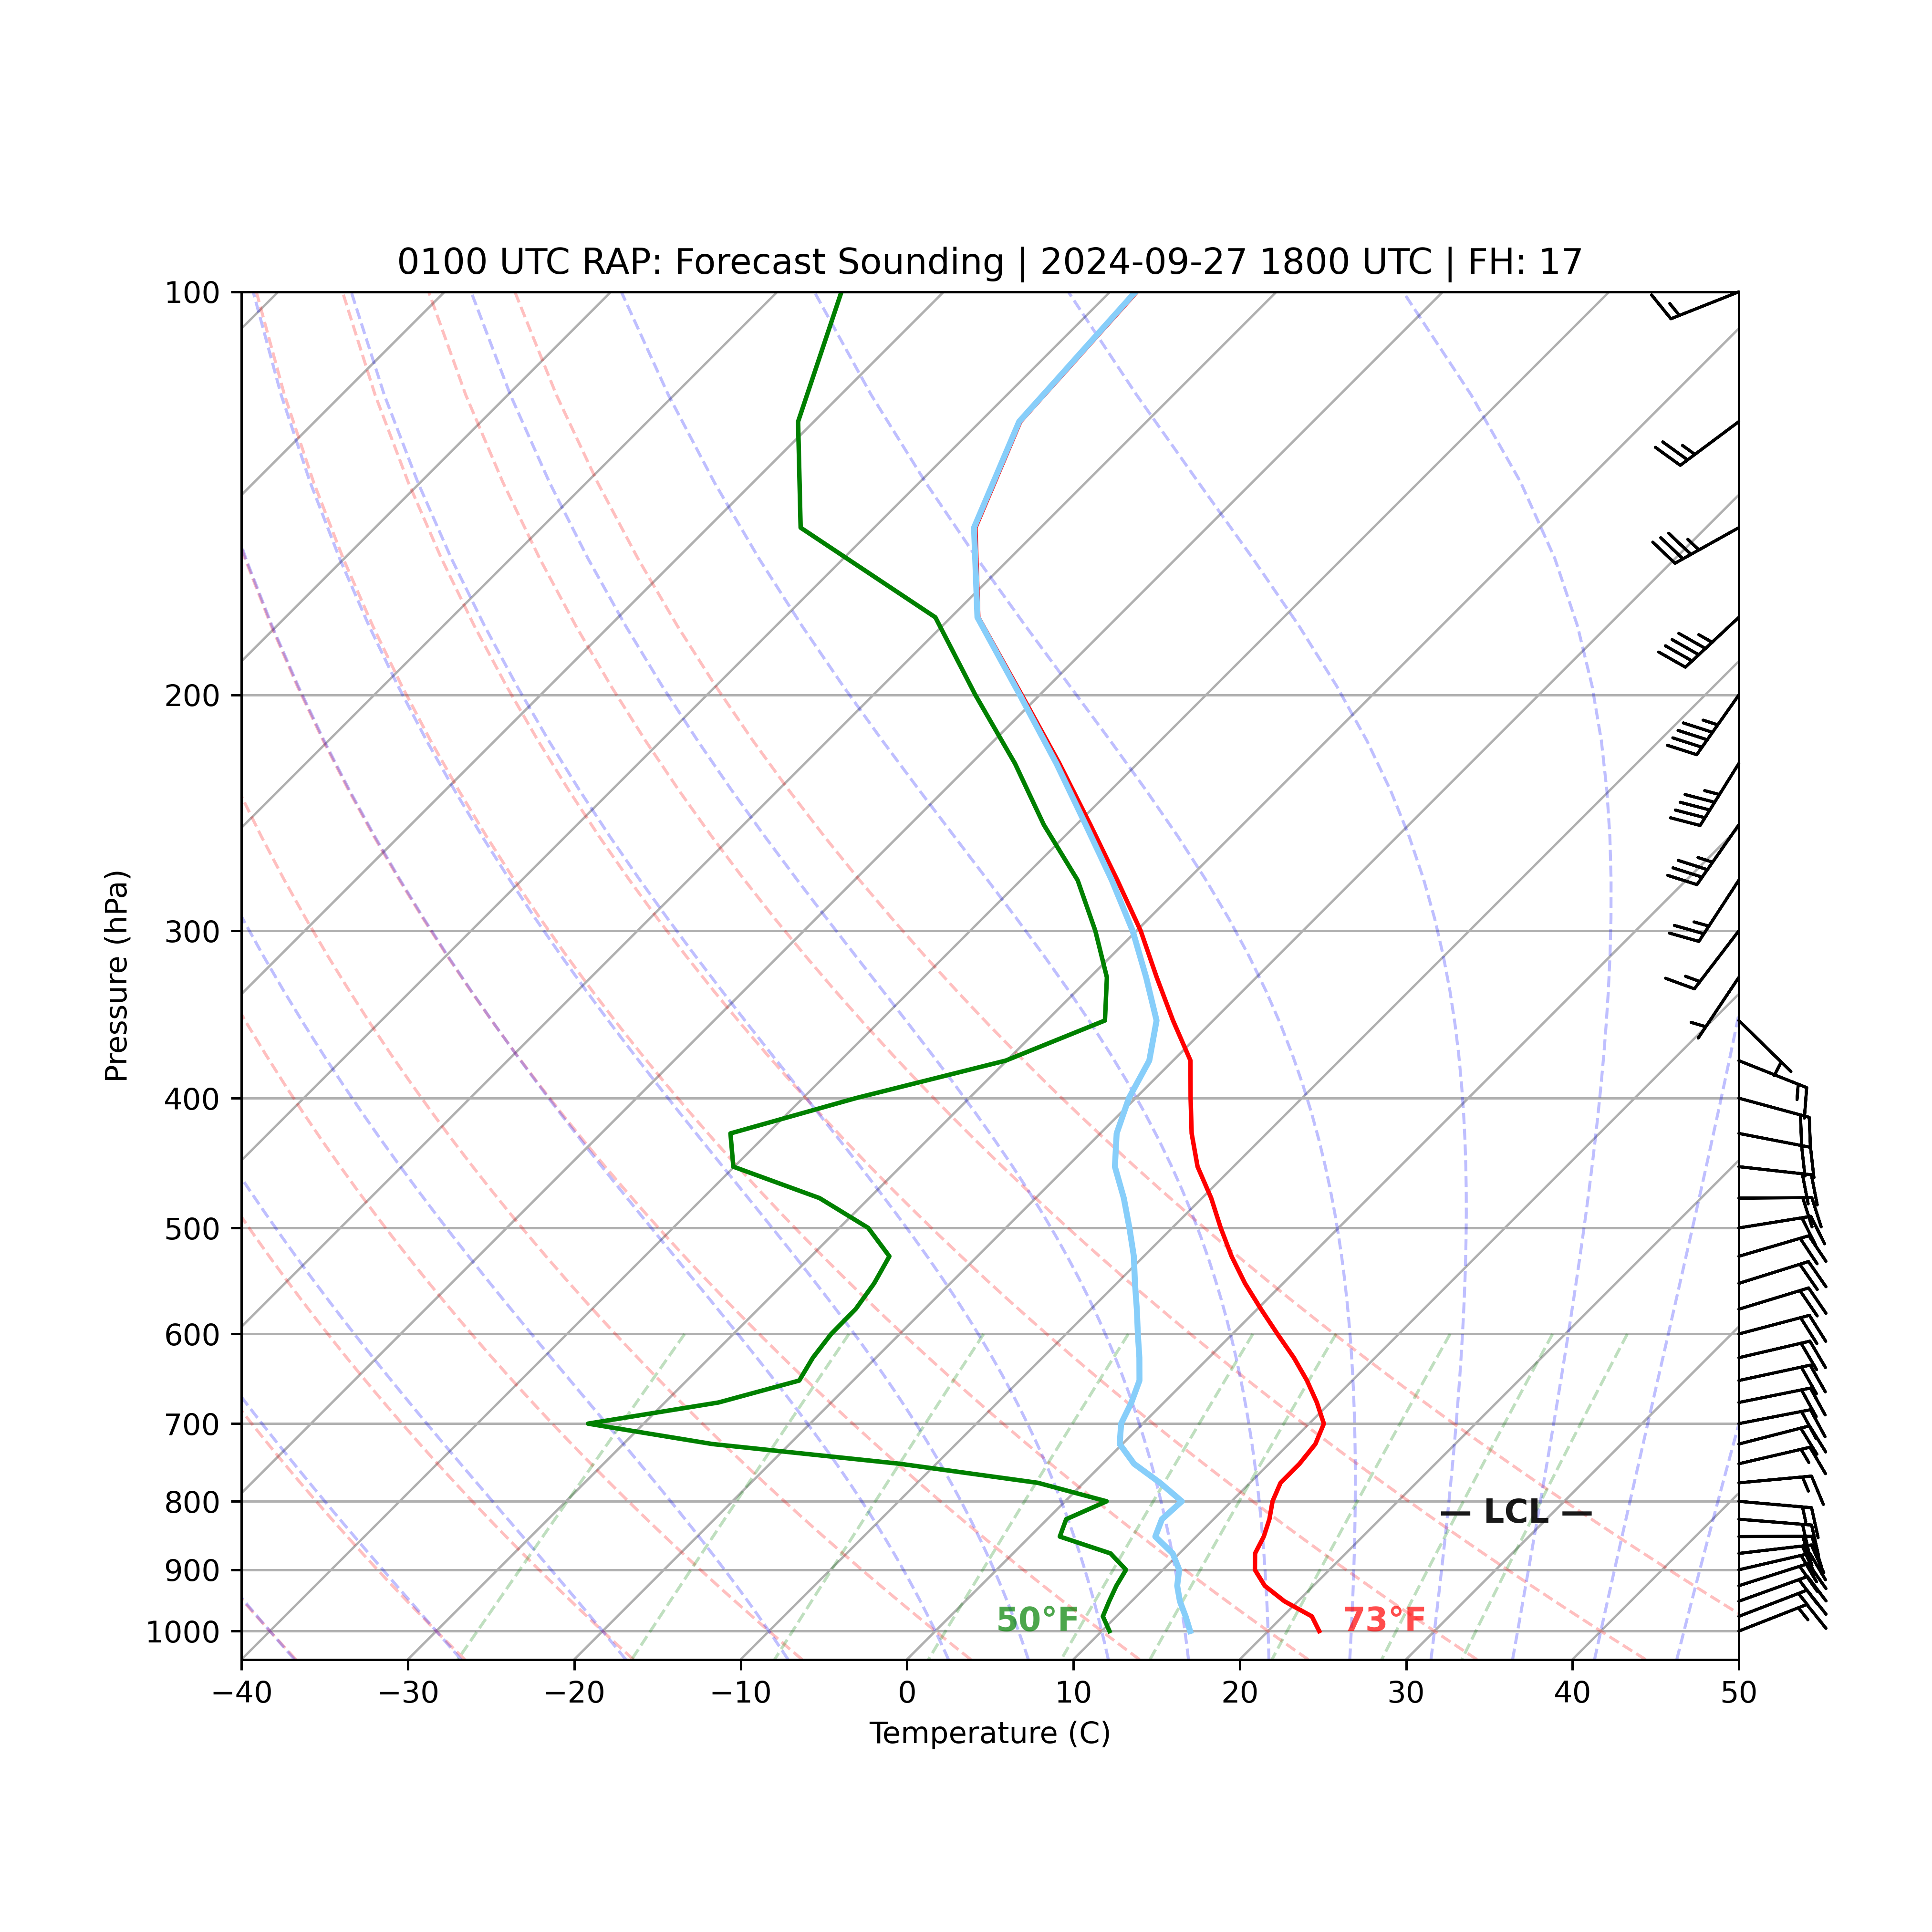 0100 UTC RAP: Forecast Sounding | 2024-09-27 1800 UTC | FH: 17
100
200
300
400
500
600
700
800
900
1000
Pressure (hPa)
— LCL —
50°F
73°F
−40 −30 −20 −10 0 10 20 30 40 50
Temperature (C)